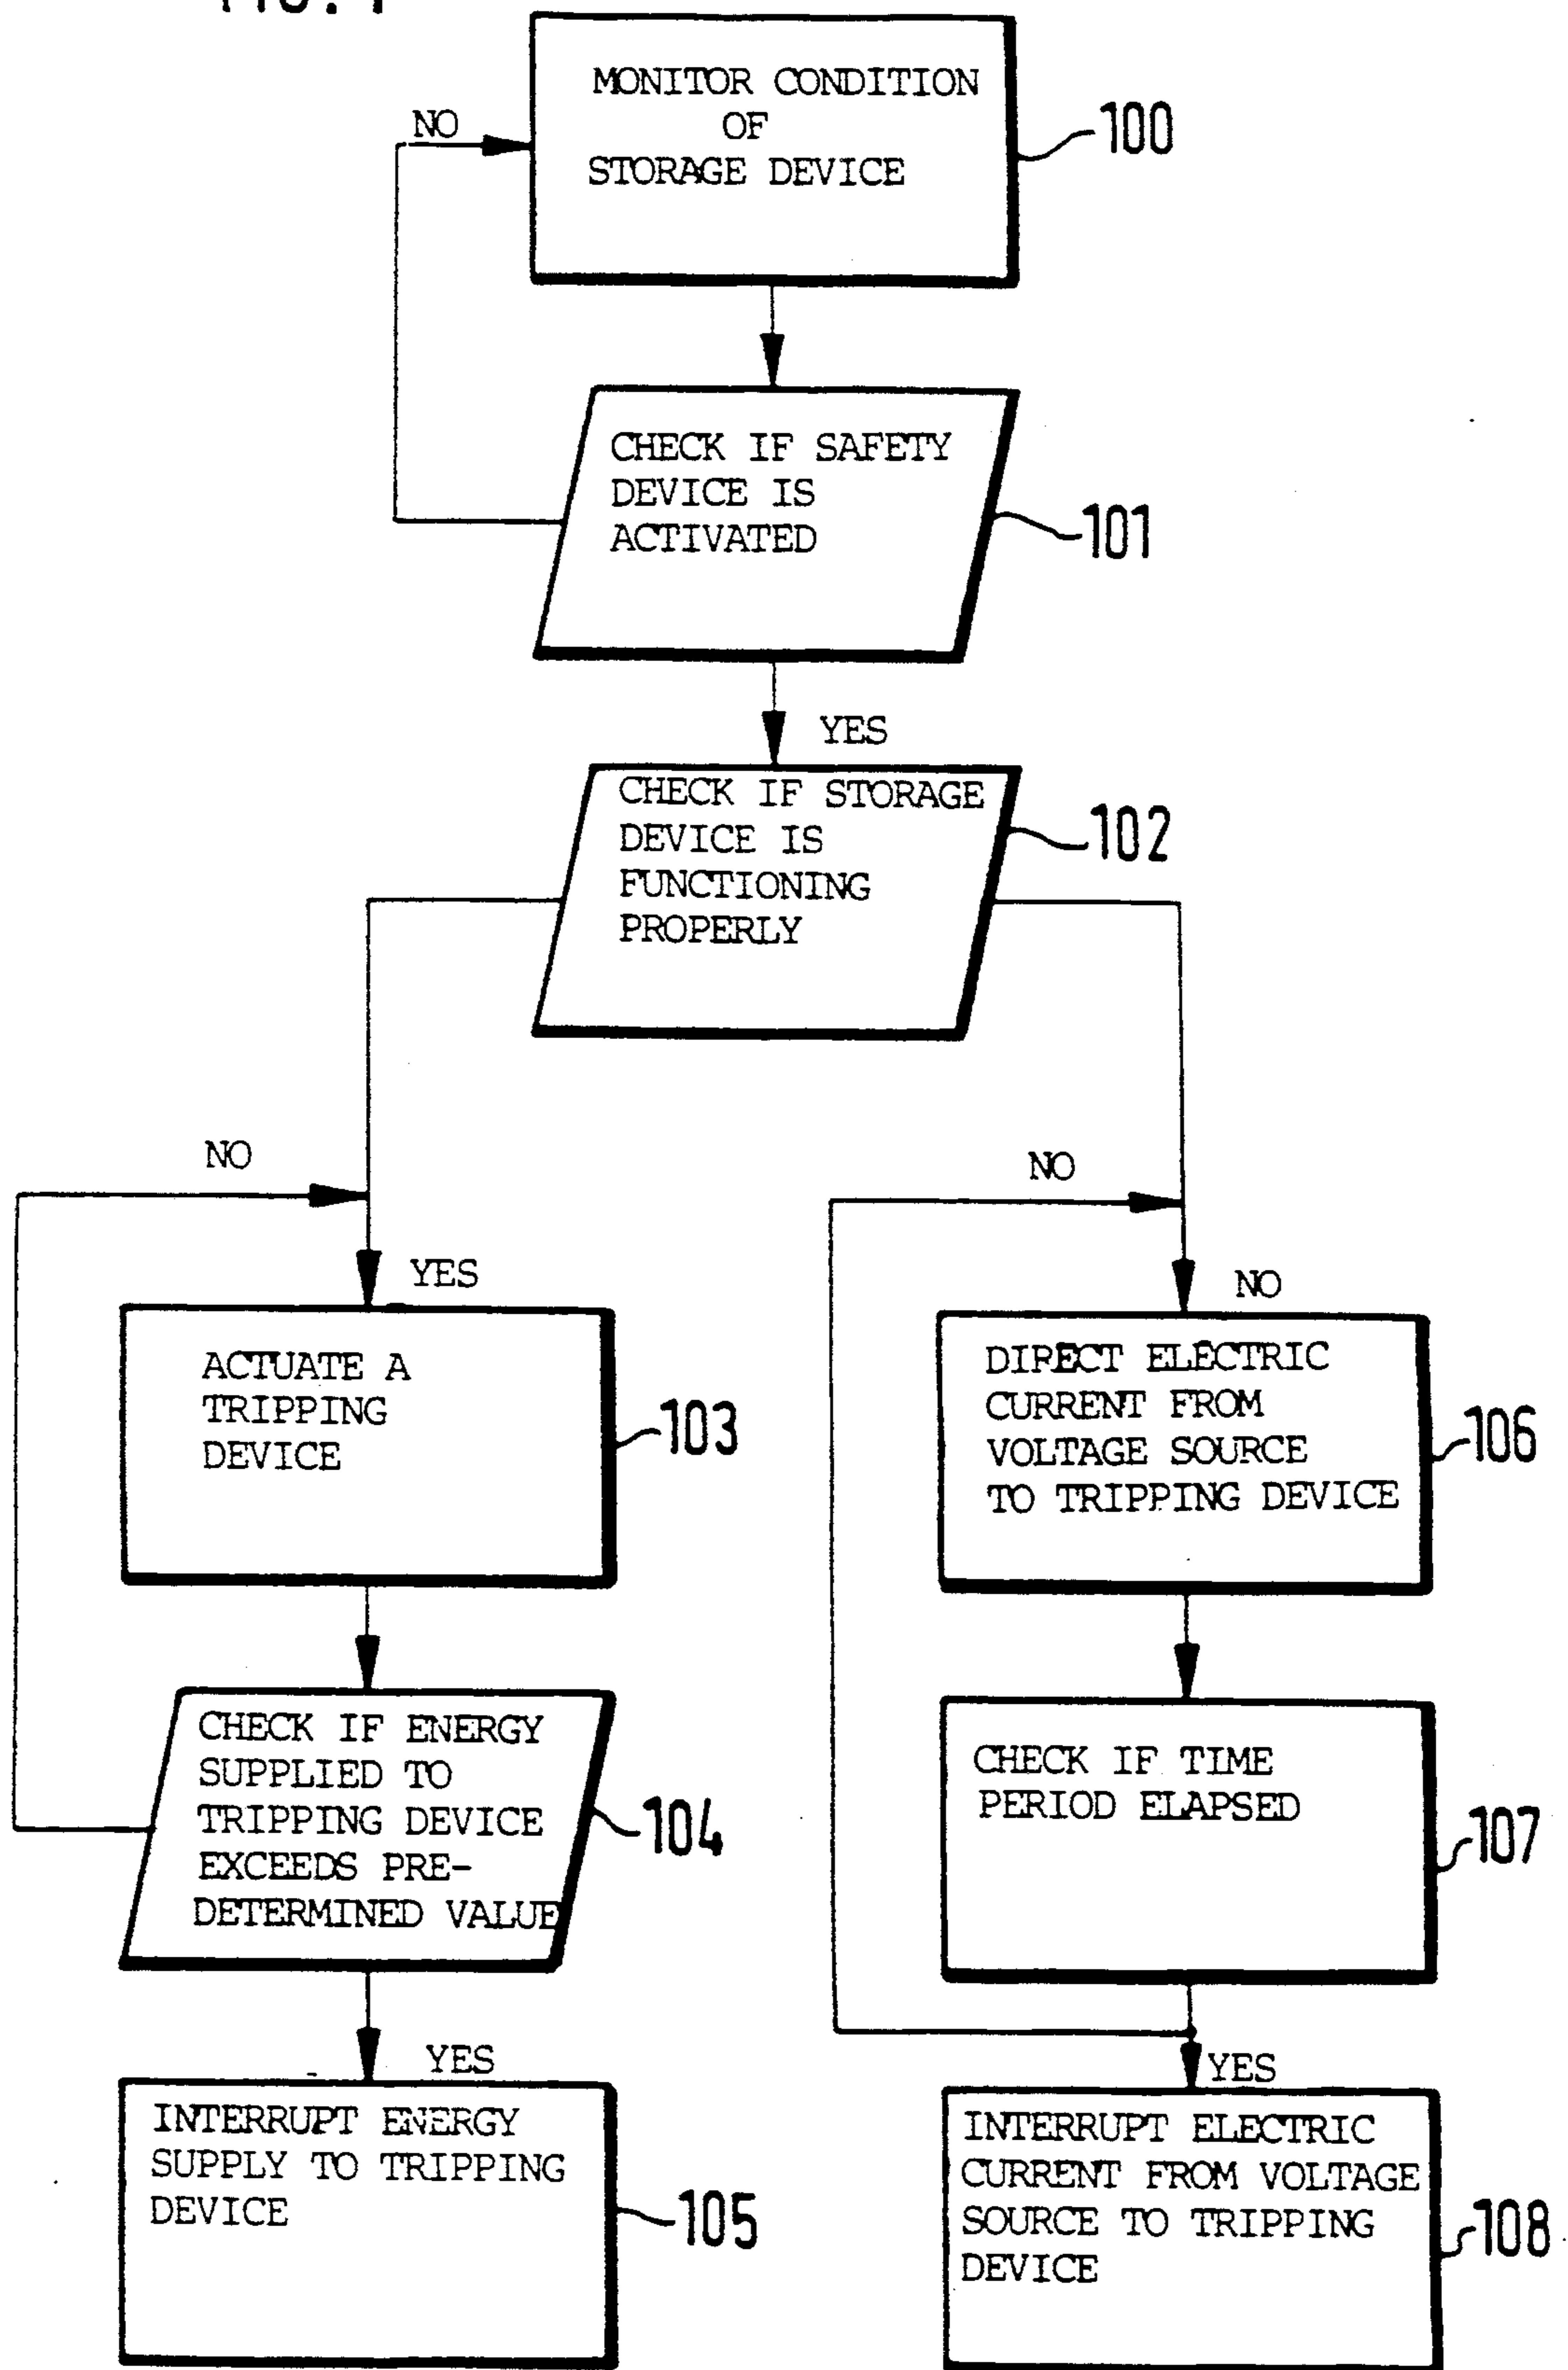 MONITOR CONDITION
OF
STORAGE DEVICE
100
NO
CHECK IF SAFETY
DEVICE IS
ACTIVATED
101
YES
CHECK IF STORAGE
DEVICE IS
FUNCTIONING
PROPERLY
102
NO
YES
ACTUATE A
TRIPPING
DEVICE
103
CHECK IF ENERGY
SUPPLIED TO
TRIPPING DEVICE
EXCEEDS PRE-
DETERMINED VALUE
104
YES
INTERRUPT ENERGY
SUPPLY TO TRIPPING
DEVICE
105
NO
NO
DIRECT ELECTRIC
CURRENT FROM
VOLTAGE SOURCE
TO TRIPPING DEVICE
106
CHECK IF TIME
PERIOD ELAPSED
107
YES
INTERRUPT ELECTRIC
CURRENT FROM VOLTAGE
SOURCE TO TRIPPING
DEVICE
108